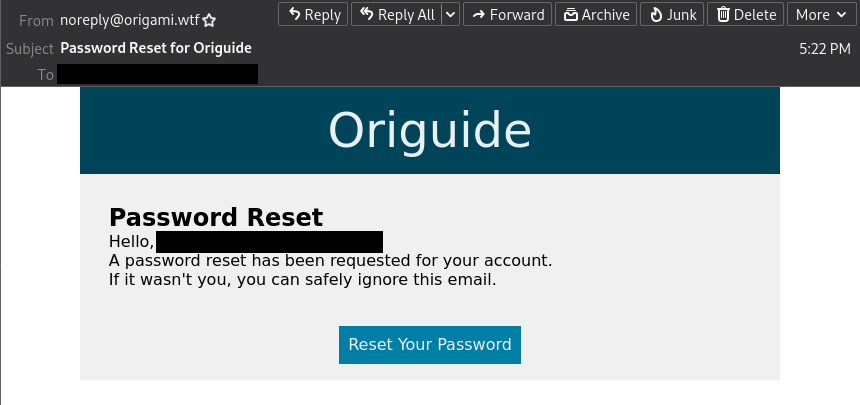 From noreply@origami.wtf Reply Reply All Forward Archive Junk Delete More
Subject Password Reset for Origuide 5:22 PM
To
Origuide
Password Reset
Hello,
A password reset has been requested for your account.
If it wasn't you, you can safely ignore this email.
Reset Your Password